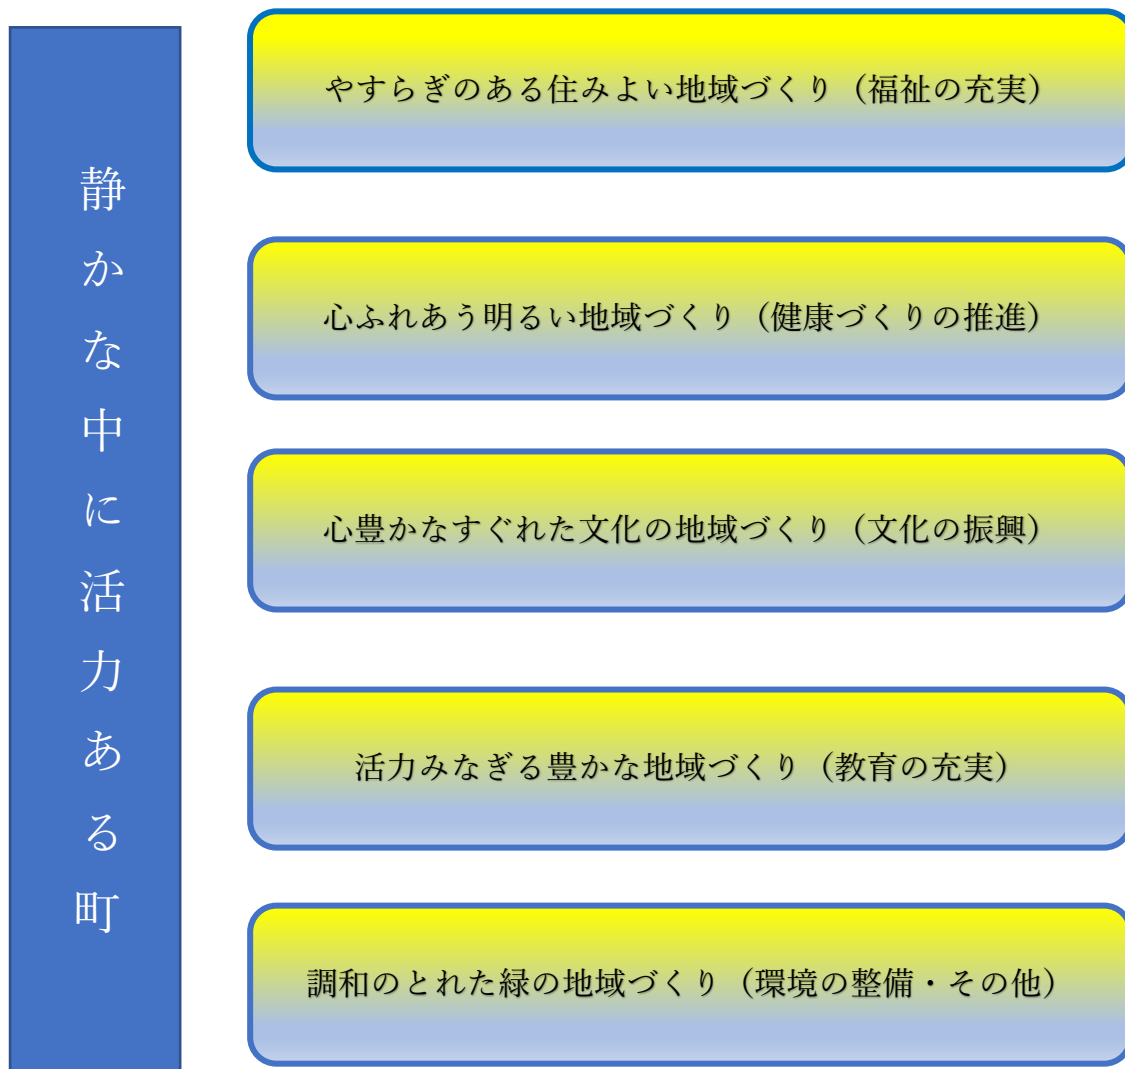 静かな中に活力ある町
やすらぎのある住みよい地域づくり（福祉の充実）
心ふれあう明るい地域づくり（健康づくりの推進）
心豊かなすぐれた文化の地域づくり（文化の振興）
活力みなぎる豊かな地域づくり（教育の充実）
調和のとれた緑の地域づくり（環境の整備・その他）